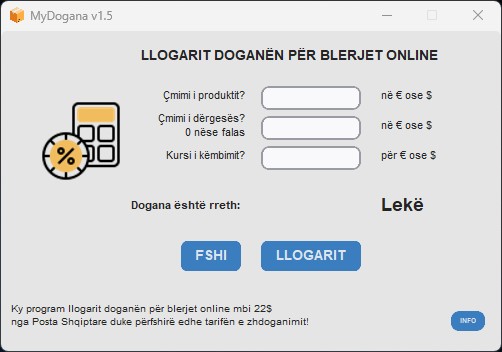 MyDogana v1.5
LLOGARIT DOGANËN PËR BLERJET ONLINE
Çmimi i produktit?
në € ose $
Çmimi i dërgesës?
0 nëse falas
në € ose $
Kursi i këmbimit?
për € ose $
Dogana është rreth:
Lekë
FSHI
LLOGARIT
Ky program llogarit doganën për blerjet online mbi 22$
nga Posta Shqiptare duke përfshirë edhe tarifën e zhdoganimit!
INFO